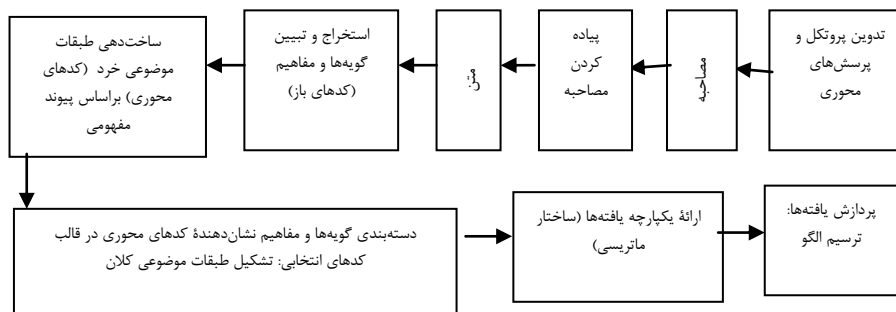 تدوین پروتکل و
پرسش‌های
محوری
مصاحبه
پیاده
کردن
مصاحبه
متن
استخراج و تبیین
گویه‌ها و مفاهیم
(کدهای باز)
ساخت‌دهی طبقات
موضوعی خرد (کدهای
محوری) براساس پیوند
مفهومی
دسته‌بندی گویه‌ها و مفاهیم نشان‌دهندۀ کدهای محوری در قالب
کدهای انتخابی: تشکیل طبقات موضوعی کلان
ارائۀ یکپارچه یافته‌ها (ساختار
ماتریسی)
پردازش یافته‌ها:
ترسیم الگو